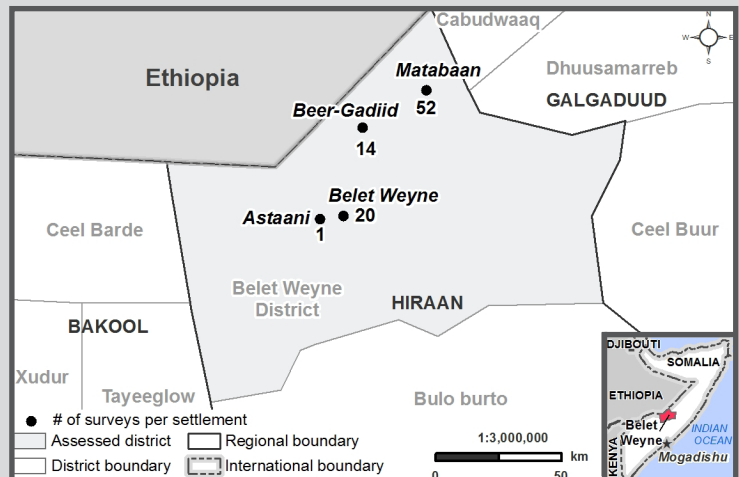 Cabudwaaq
N
W
E
S
Ethiopia
Matabaan
52
Dhuusamarreb
GALGADUUD
Beer-Gadiid
14
Belet Weyne
20
Astaani
1
Ceel Barde
Ceel Buur
Belet Weyne
District
HIRAAN
BAKOOL
Xudur
Tayeeglow
Bulo burto
# of surveys per settlement
Assessed district
Regional boundary
District boundary
International boundary
1:3,000,000
km
0
50
DJIBOUTI
SOMALIA
ETHIOPIA
Belet
Weyne
INDIAN
OCEAN
KENYA
Mogadishu